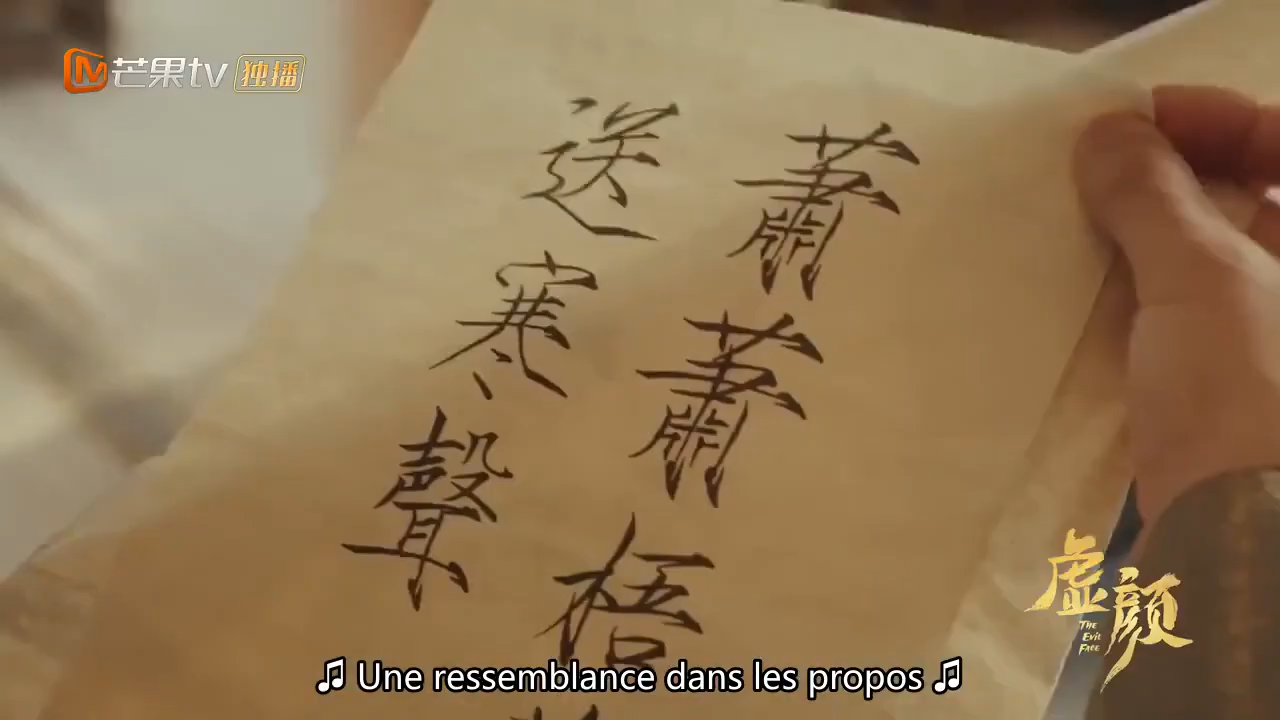 芒果tv 独播
蕭蕭梧
送寒聲
虚颜
THE
EVIL
FACE
♫ Une ressemblance dans les propos ♫